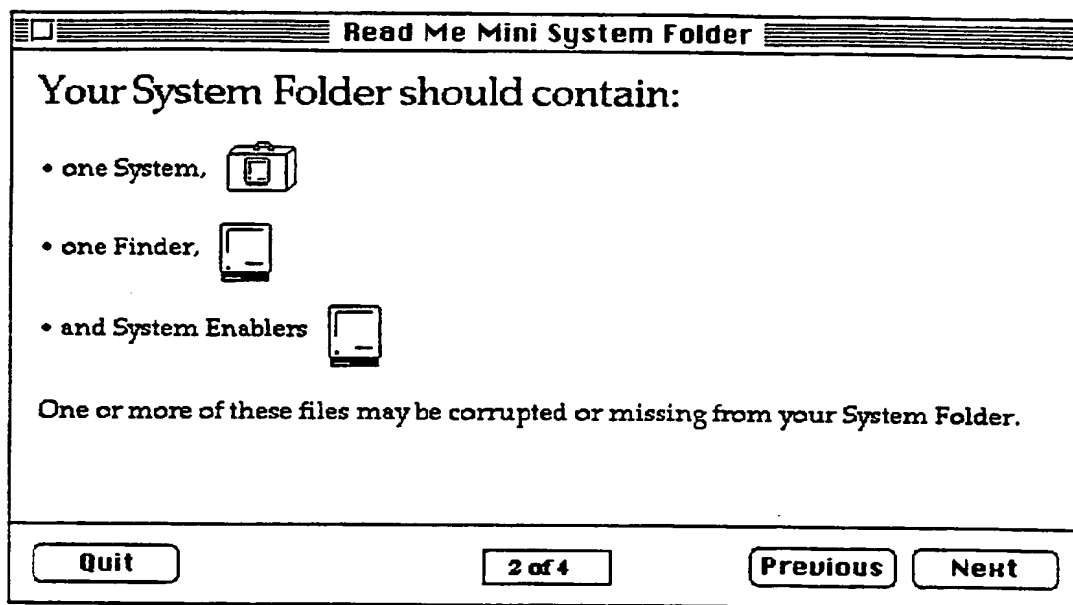 Read Me Mini System Folder
Your System Folder should contain:
• one System,
• one Finder,
• and System Enablers
One or more of these files may be corrupted or missing from your System Folder.
Quit
2 of 4
Previous
Next